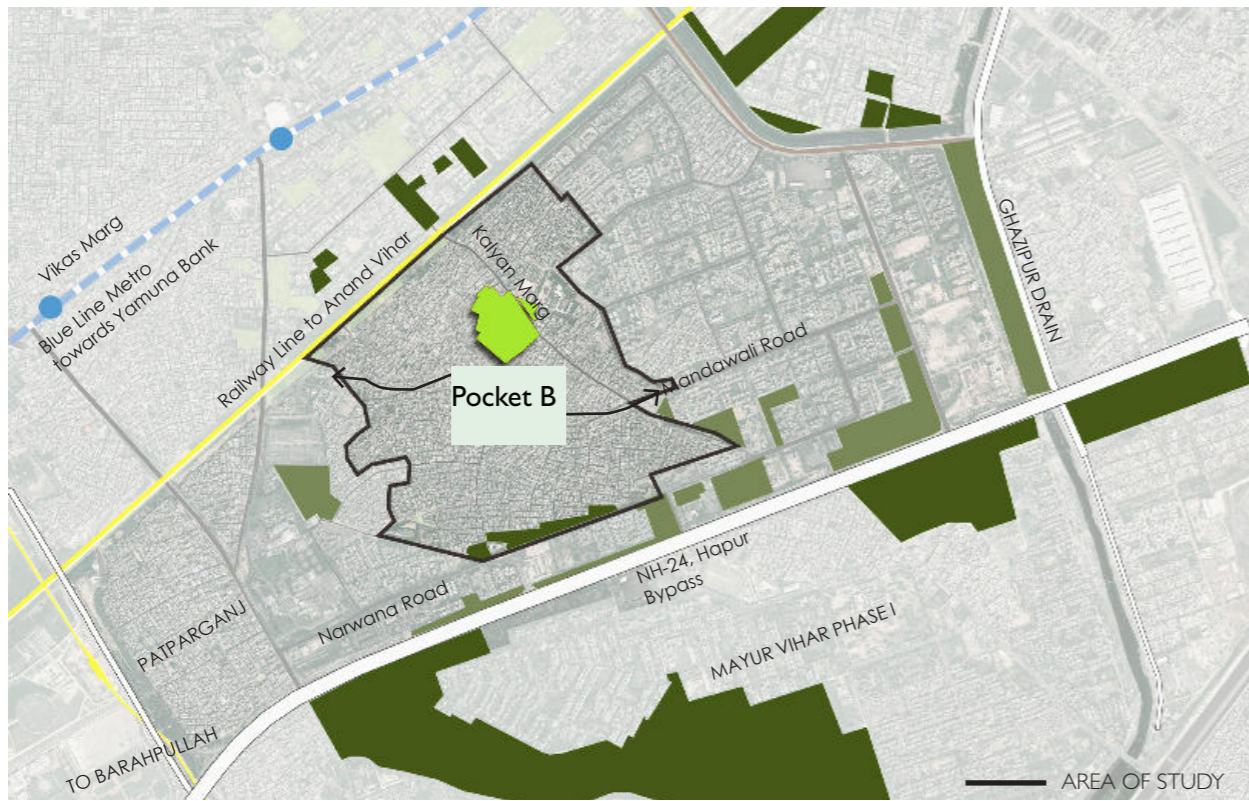 Vikas Marg
Blue Line Metro
towards Yamuna Bank
Railway Line to Anand Vihar
Kalyan Marg
Mandawali Road
Pocket B
GHAZIPUR DRAIN
NH-24, Hapur
Bypass
Narwana Road
PATPARGANJ
MAYUR VIHAR PHASE I
TO BARAHPULLAH
AREA OF STUDY